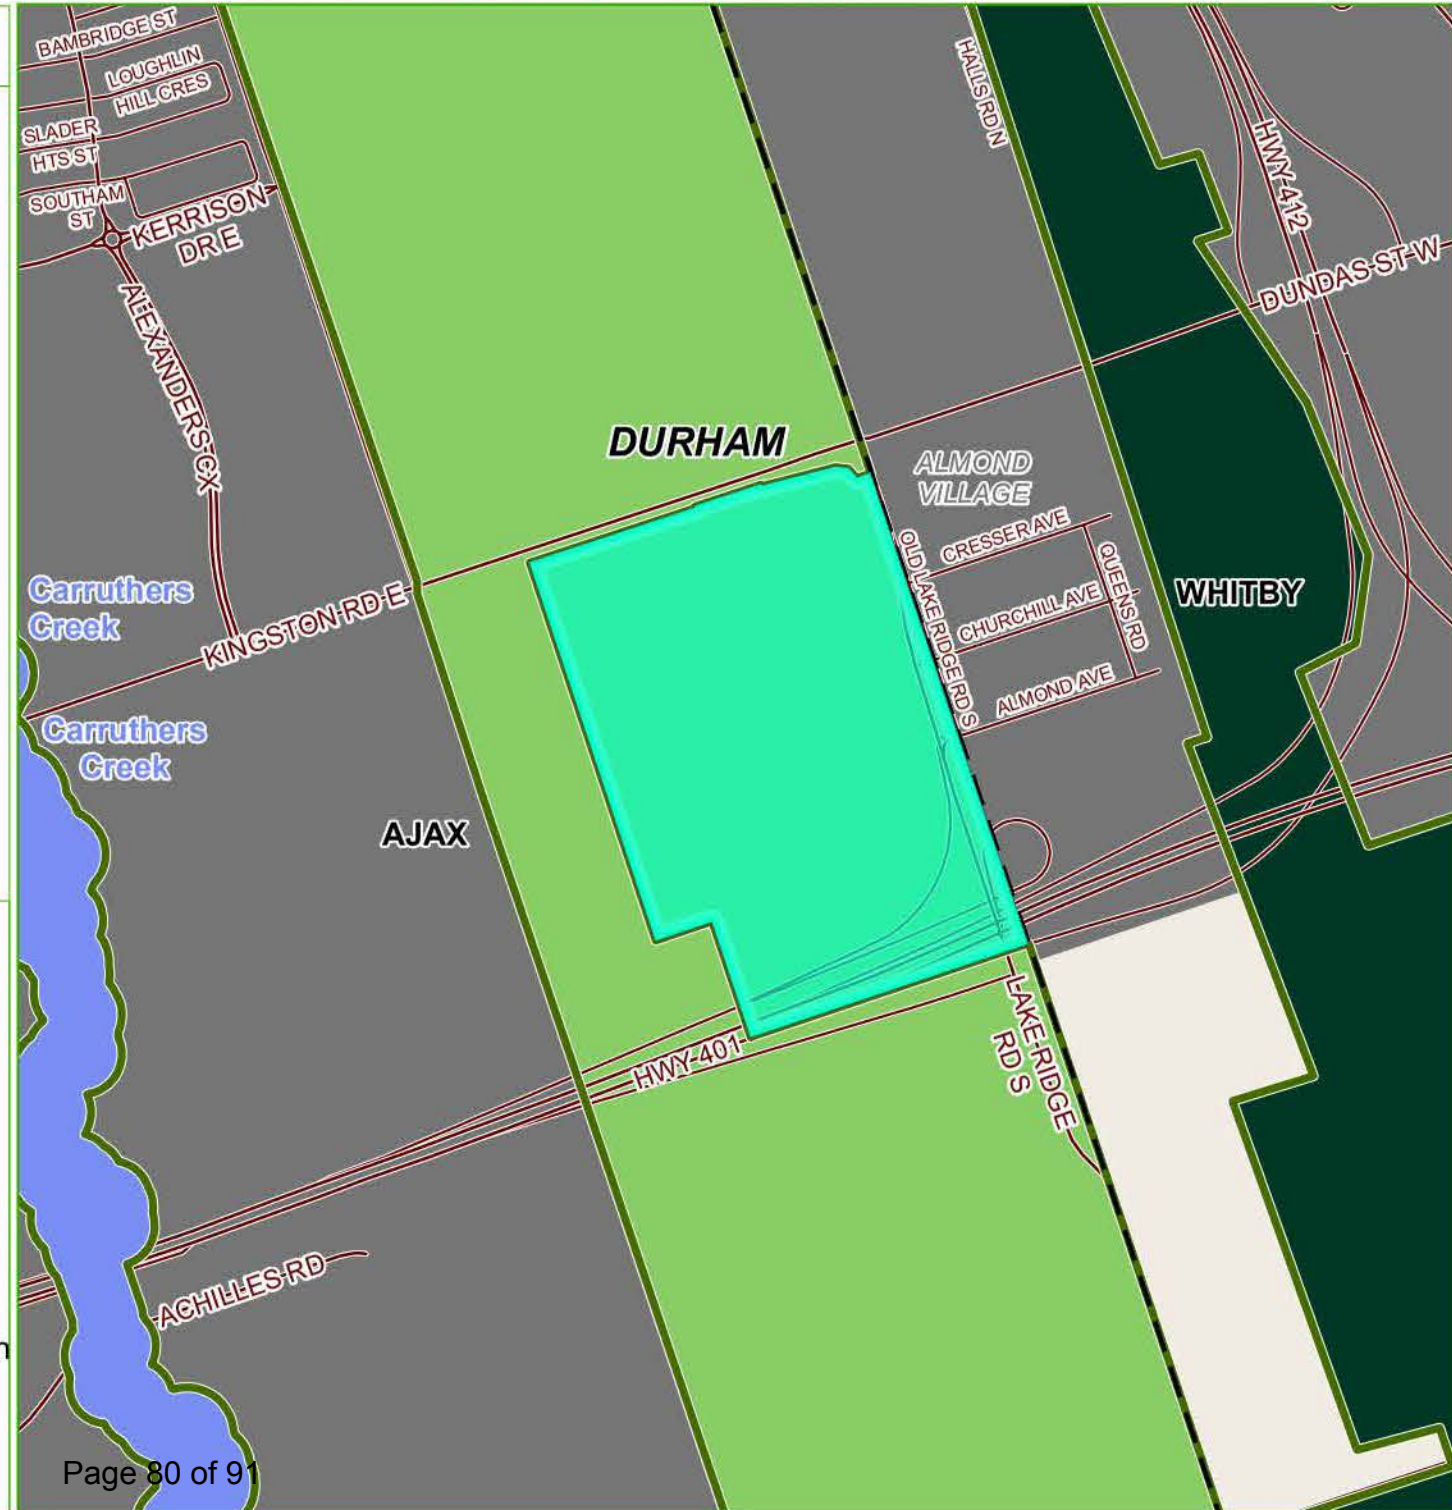 BAMBRIDGE ST
LOUGHLIN
HILL CRES
SLADER
HTS ST
SOUTHAM
ST
KERRISON
DR E
HALLS RD N
HWY 412
DUNDAS ST W
ALEXANDERS CX
DURHAM
ALMOND
VILLAGE
CRESSER AVE
OLD LAKE RIDGE RD S
QUEENS RD
CHURCHILL AVE
ALMOND AVE
WHITBY
Carruthers
Creek
KINGSTON RD E
Carruthers
Creek
AJAX
HWY 401
LAKE RIDGE
RD S
ACHILLES RD
n
Page 80 of 91